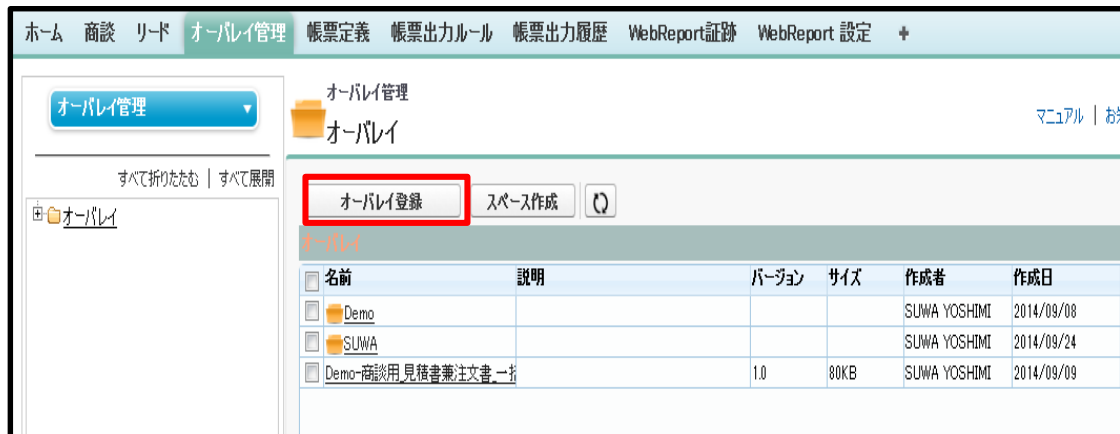 ホーム 商談 リード オーバレイ管理 帳票定義 帳票出力ルール 帳票出力履歴 WebReport証跡 WebReport 設定 +
オーバレイ管理
オーバレイ管理
オーバレイ
マニュアル | お
すべて折りたたむ | すべて展開
オーバレイ
オーバレイ登録 スペース作成
オーバレイ
名前 説明 バージョン サイズ 作成者 作成日
Demo SUWA YOSHIMI 2014/09/08
SUWA SUWA YOSHIMI 2014/09/24
Demo-商談用_見積書兼注文書_一括 1.0 80KB SUWA YOSHIMI 2014/09/09